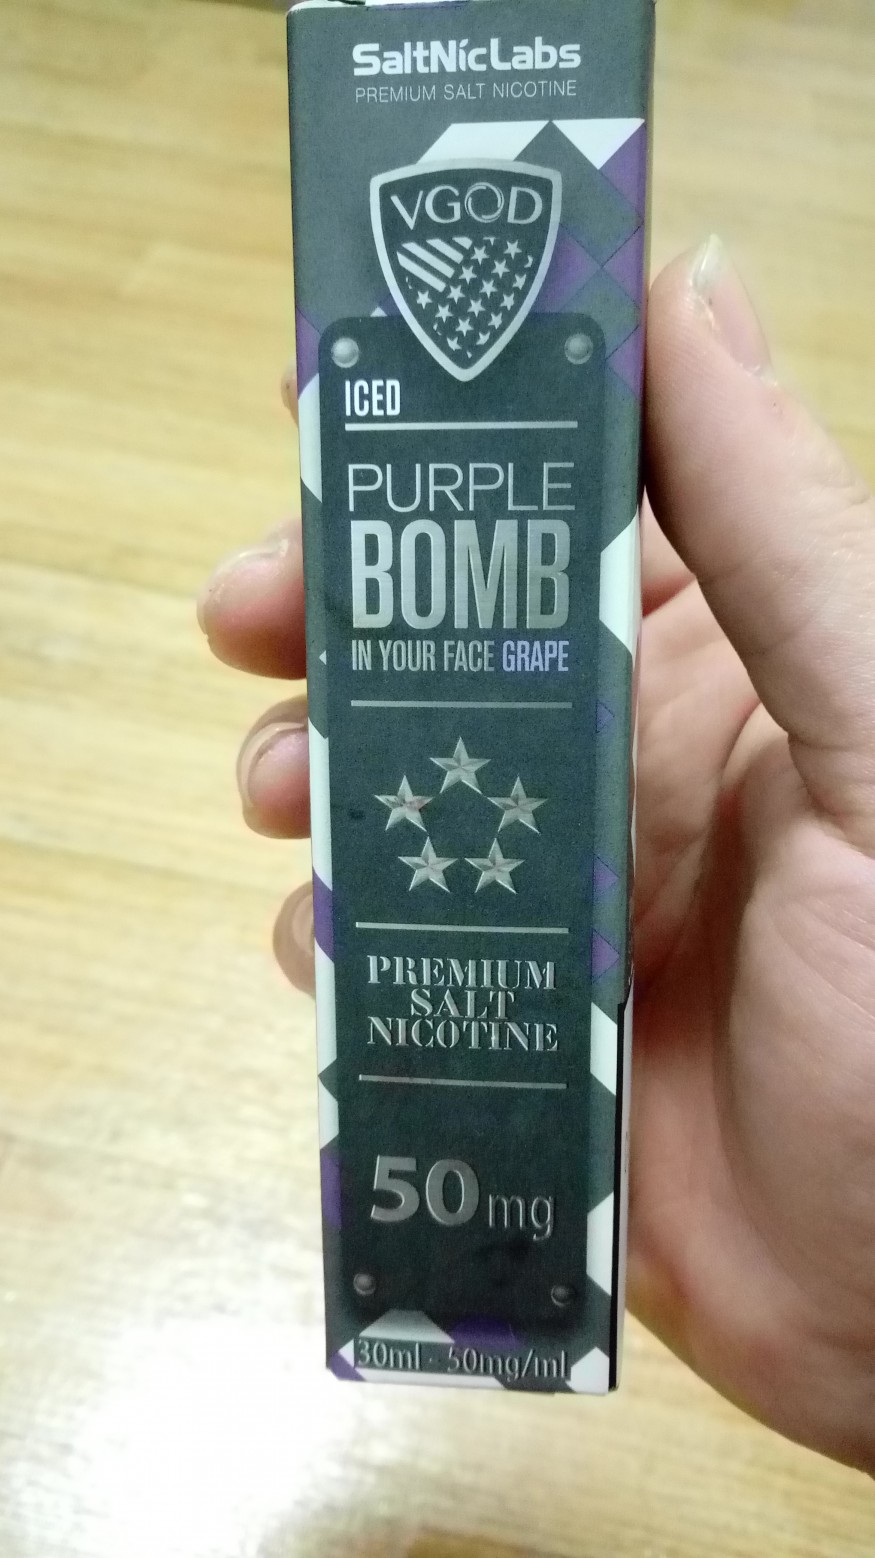 SaltNicLabs
PREMIUM SALT NICOTINE
VGOD
ICED
PURPLE
BOMB
IN YOUR FACE GRAPE
PREMIUM
SALT
NICOTINE
50mg
30ml - 50mg/ml